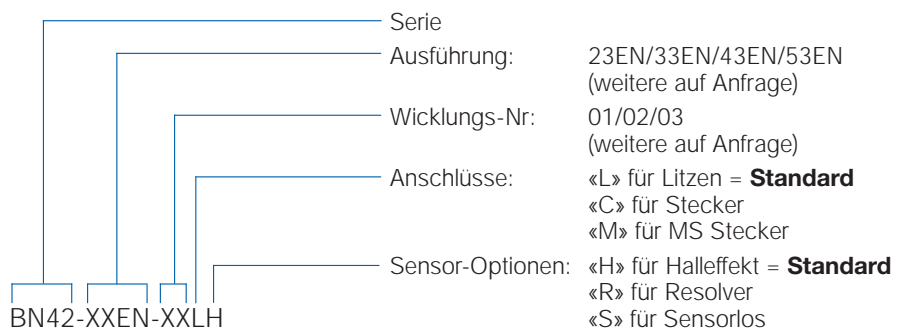 Serie
Ausführung: 23EN/33EN/43EN/53EN
(weitere auf Anfrage)
Wicklungs-Nr: 01/02/03
(weitere auf Anfrage)
Anschlüsse: «L» für Litzen = Standard
«C» für Stecker
«M» für MS Stecker
Sensor-Optionen: «H» für Halleffekt = Standard
«R» für Resolver
BN42-XXEN-XXLH «S» für Sensorlos